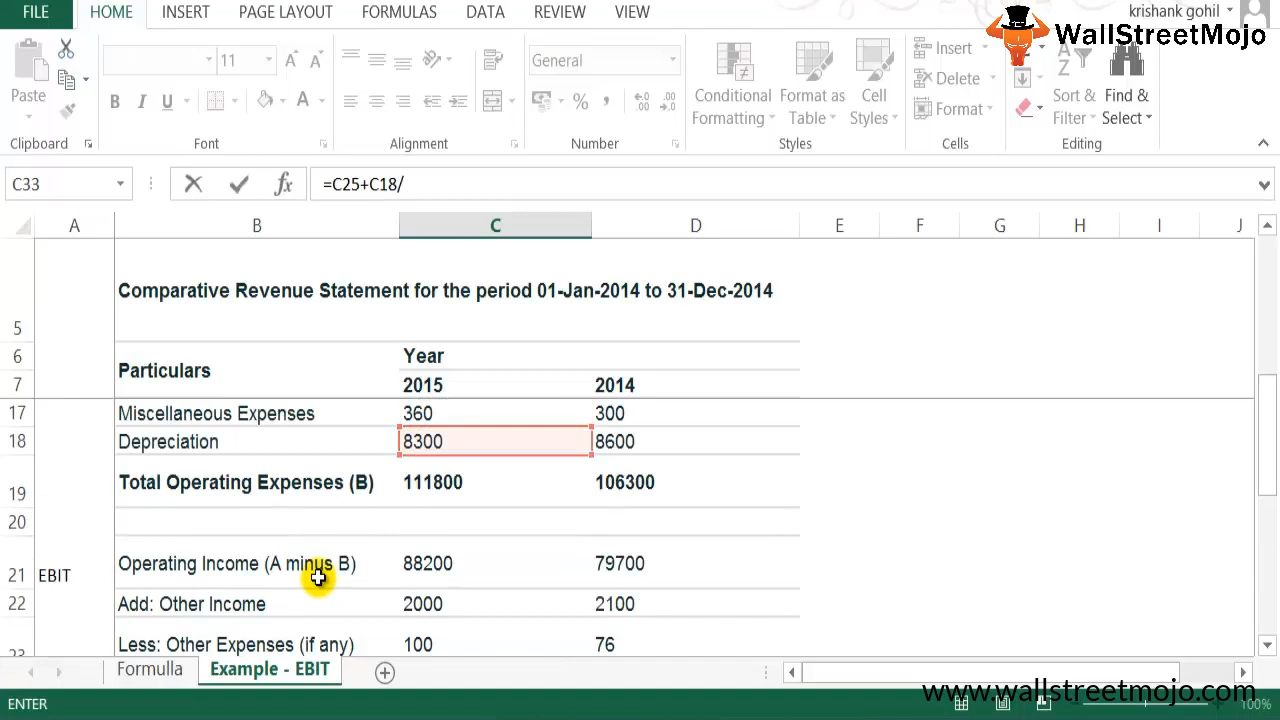 FILE HOME INSERT PAGE LAYOUT FORMULAS DATA REVIEW VIEW krishank gohil
WallStreetMojo
Paste
11
General
Conditional Formatting
Format as Table
Cell Styles
Insert
Delete
Format
Sort & Filter
Find & Select
Clipboard Font Alignment Number Styles Cells Editing
C33 fx =C25+C18/
A B C D E F G H I J
Comparative Revenue Statement for the period 01-Jan-2014 to 31-Dec-2014
5
6 Particulars Year
7 2015 2014
17 Miscellaneous Expenses 360 300
18 Depreciation 8300 8600
19 Total Operating Expenses (B) 111800 106300
20
21 EBIT Operating Income (A minus B) 88200 79700
22 Add: Other Income 2000 2100
23 Less: Other Expenses (if any) 100 76
Formulla Example - EBIT
www.wallstreetmojo.com
ENTER 100%